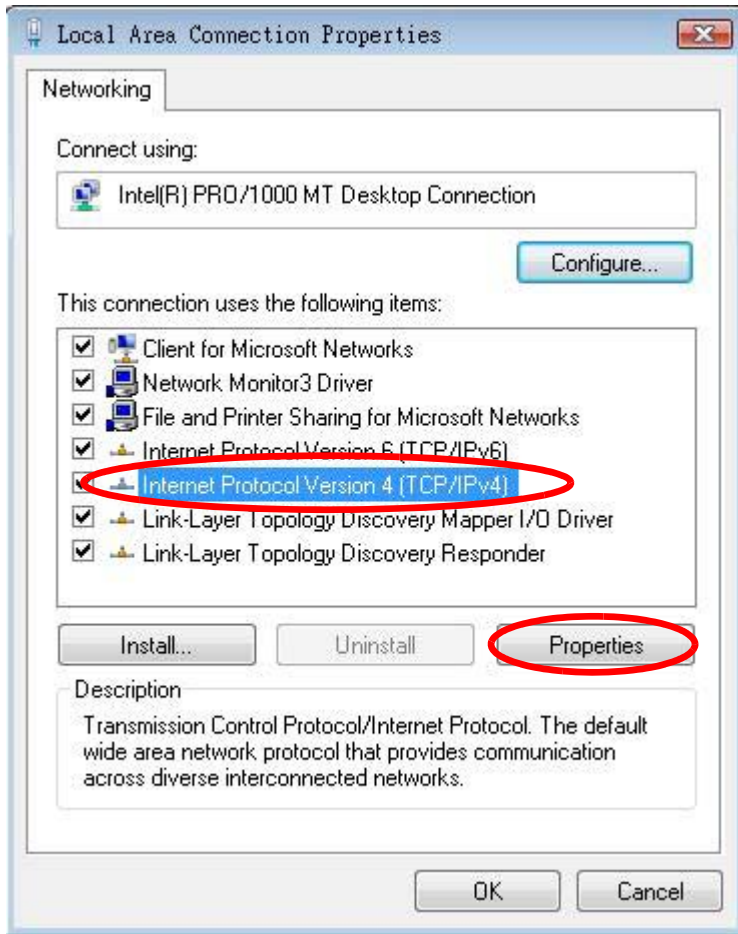 Local Area Connection Properties
Networking
Connect using:
Intel(R) PRO/1000 MT Desktop Connection
Configure...
This connection uses the following items:
Client for Microsoft Networks
Network Monitor3 Driver
File and Printer Sharing for Microsoft Networks
Internet Protocol Version 6 (TCP/IPv6)
Internet Protocol Version 4 (TCP/IPv4)
Link-Layer Topology Discovery Mapper I/O Driver
Link-Layer Topology Discovery Responder
Install...
Uninstall
Properties
Description
Transmission Control Protocol/Internet Protocol. The default
wide area network protocol that provides communication
across diverse interconnected networks.
OK
Cancel